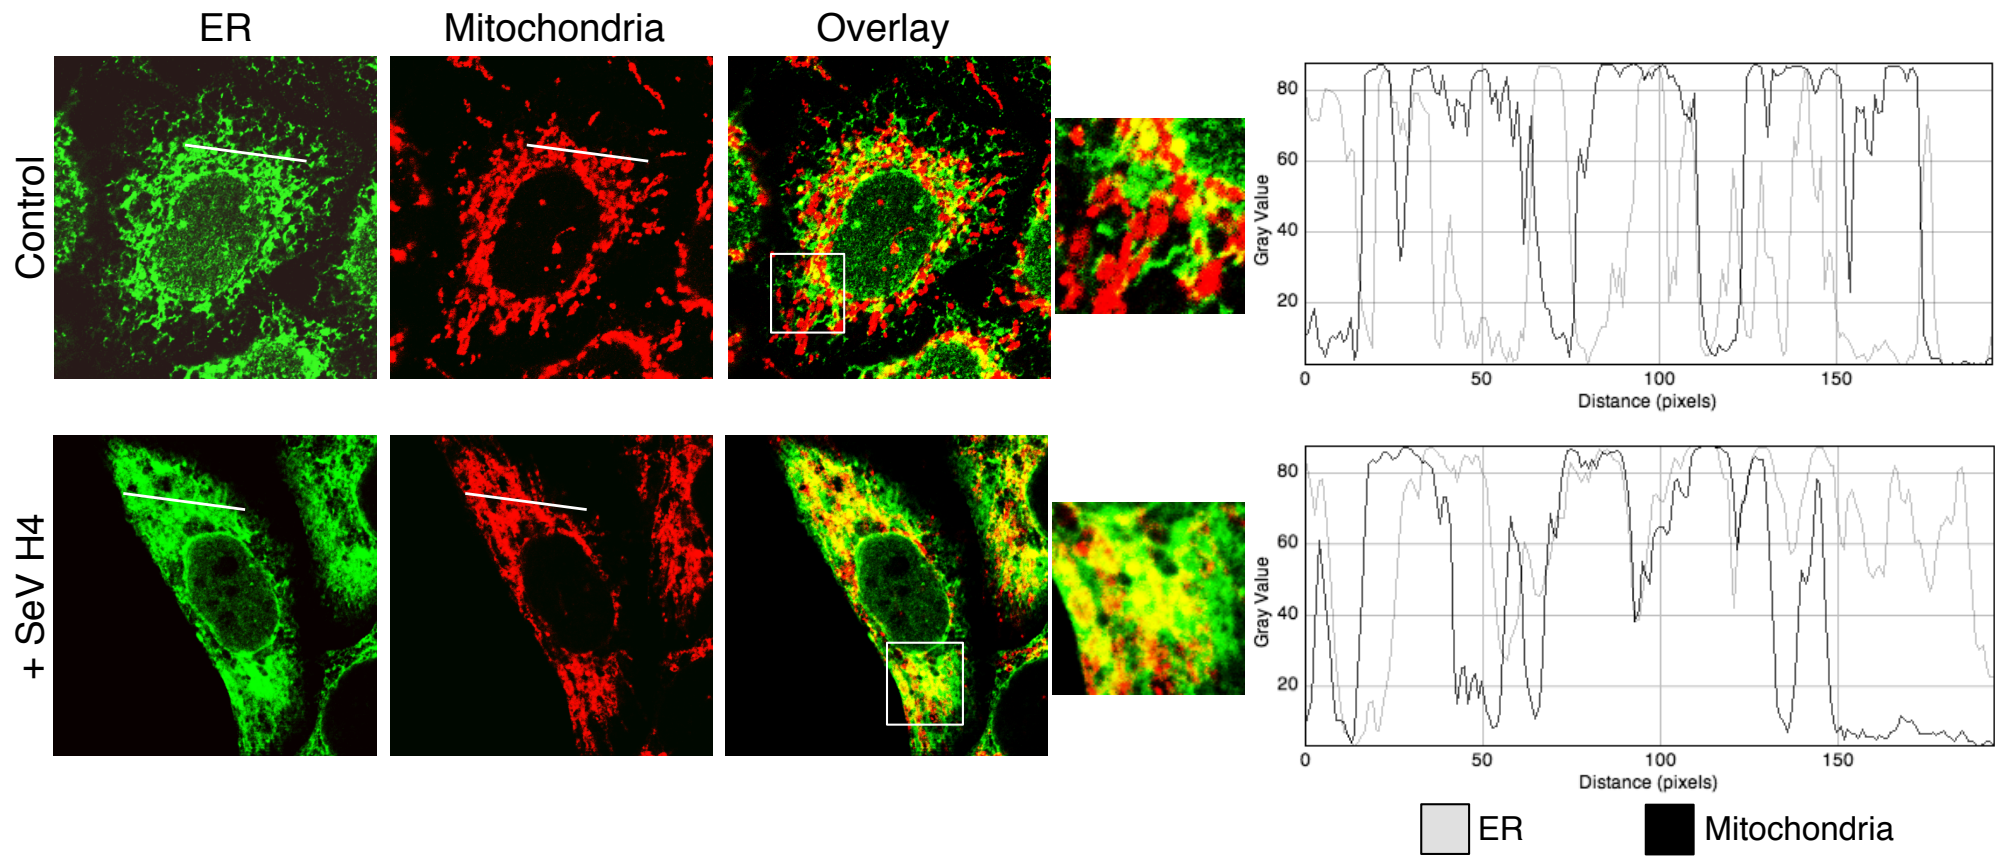 ER Mitochondria Overlay
Control
80
60
40
20
Gray Value
0 50 100 150
Distance (pixels)
+ SeV H4
80
60
40
20
Gray Value
0 50 100 150
Distance (pixels)
ER Mitochondria